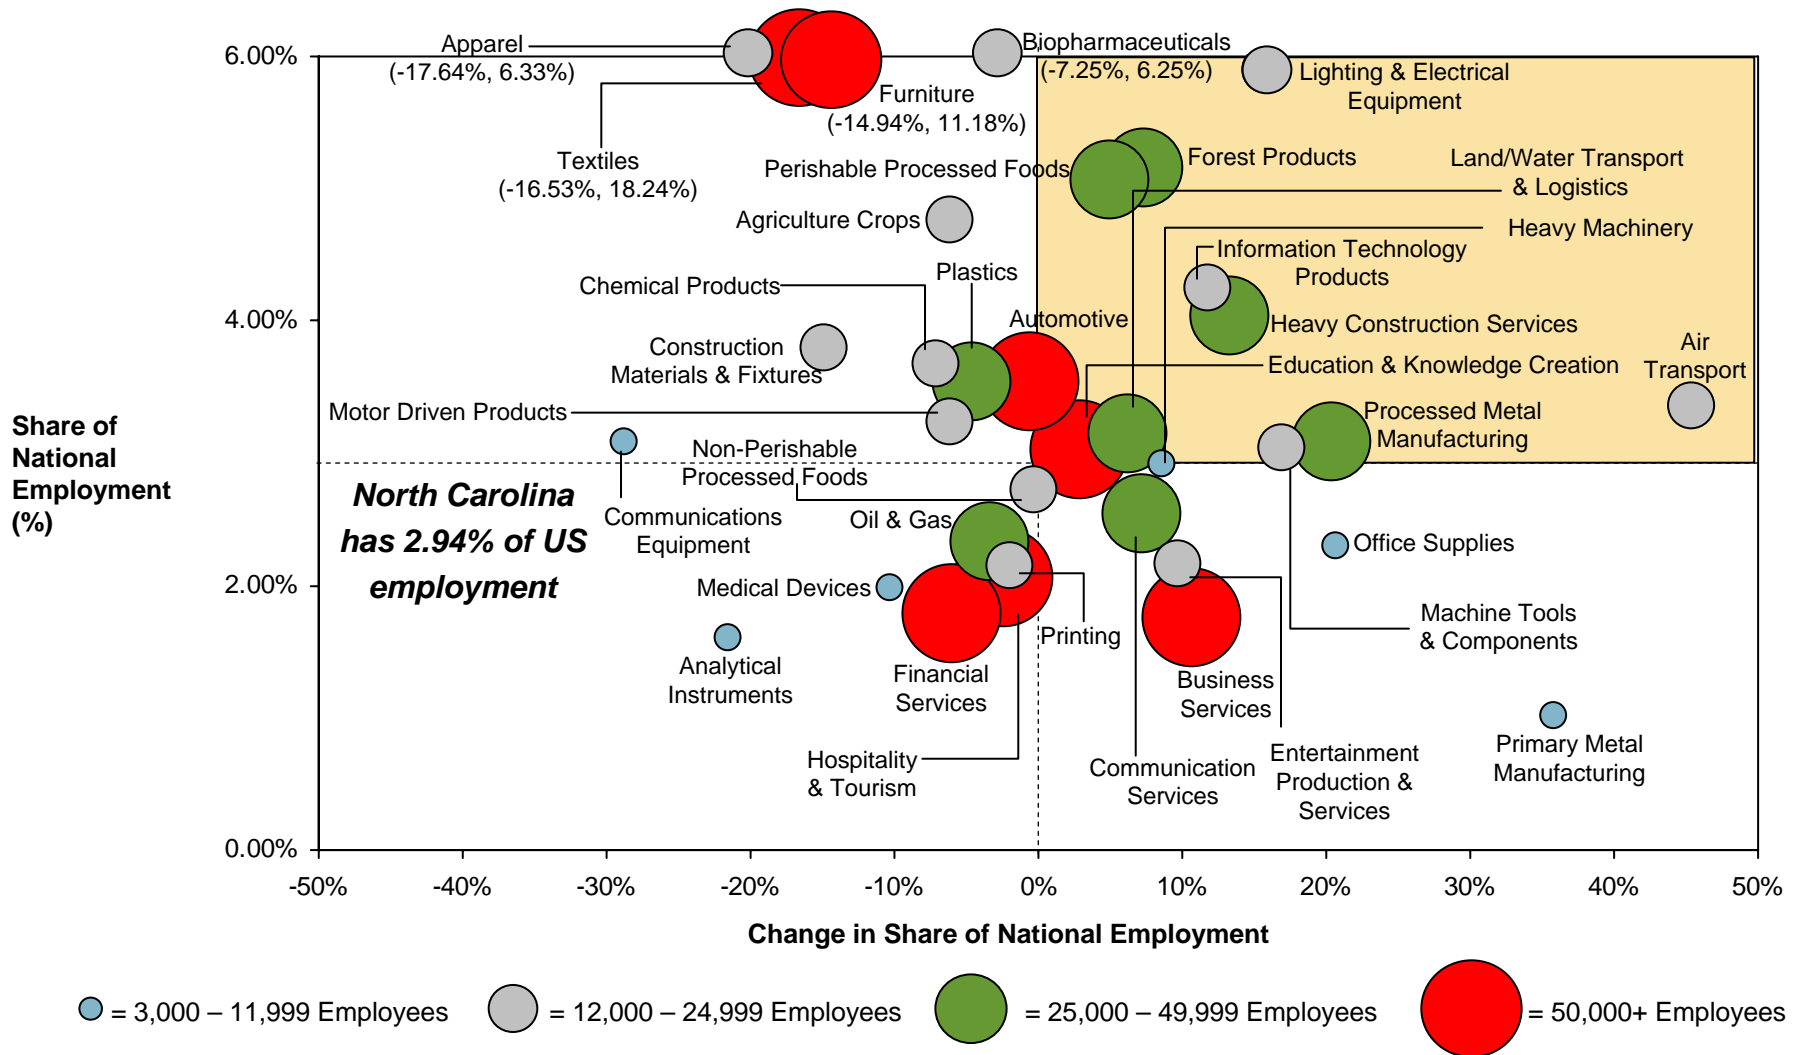 6.00%
4.00%
2.00%
0.00%
Share of
National
Employment
(%)
Apparel
(-17.64%, 6.33%)
Biopharmaceuticals
(-7.25%, 6.25%)
Lighting & Electrical
Equipment
Furniture
(-14.94%, 11.18%)
Textiles
(-16.53%, 18.24%)
Perishable Processed Foods
Forest Products
Land/Water Transport
& Logistics
Agriculture Crops
Heavy Machinery
Information Technology
Products
Plastics
Chemical Products
Automotive
Heavy Construction Services
Construction
Materials & Fixtures
Air
Transport
Education & Knowledge Creation
Motor Driven Products
Processed Metal
Manufacturing
Non-Perishable
Processed Foods
North Carolina
has 2.94% of US
employment
Communications
Equipment
Oil & Gas
Office Supplies
Medical Devices
Machine Tools
& Components
Printing
Analytical
Instruments
Financial
Services
Business
Services
Hospitality
& Tourism
Communication
Services
Entertainment
Production &
Services
Primary Metal
Manufacturing
-50%
-40%
-30%
-20%
-10%
0%
10%
20%
30%
40%
50%
Change in Share of National Employment
= 3,000 – 11,999 Employees
= 12,000 – 24,999 Employees
= 25,000 – 49,999 Employees
= 50,000+ Employees